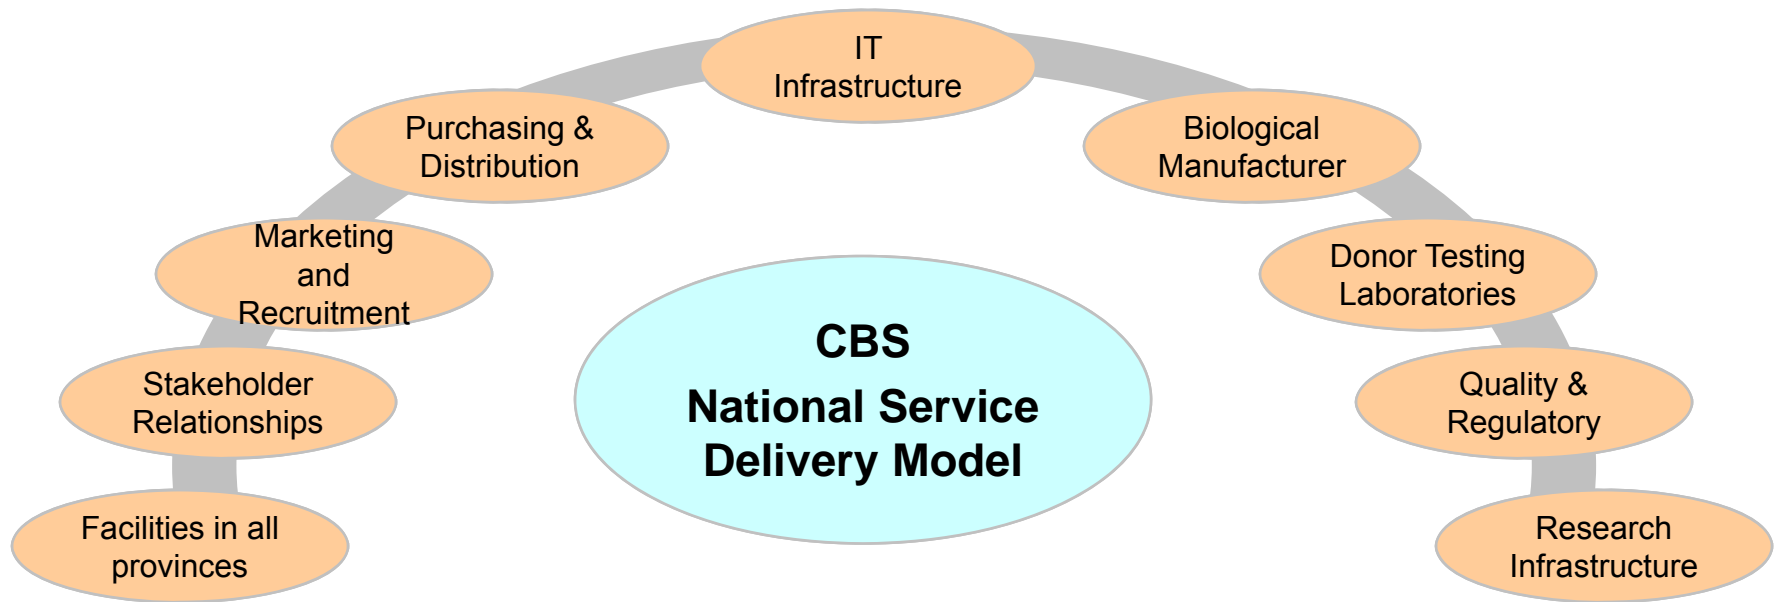 IT
Infrastructure
Purchasing &
Distribution
Biological
Manufacturer
Marketing
and
Recruitment
Donor Testing
Laboratories
CBS
National Service
Delivery Model
Stakeholder
Relationships
Quality &
Regulatory
Facilities in all
provinces
Research
Infrastructure